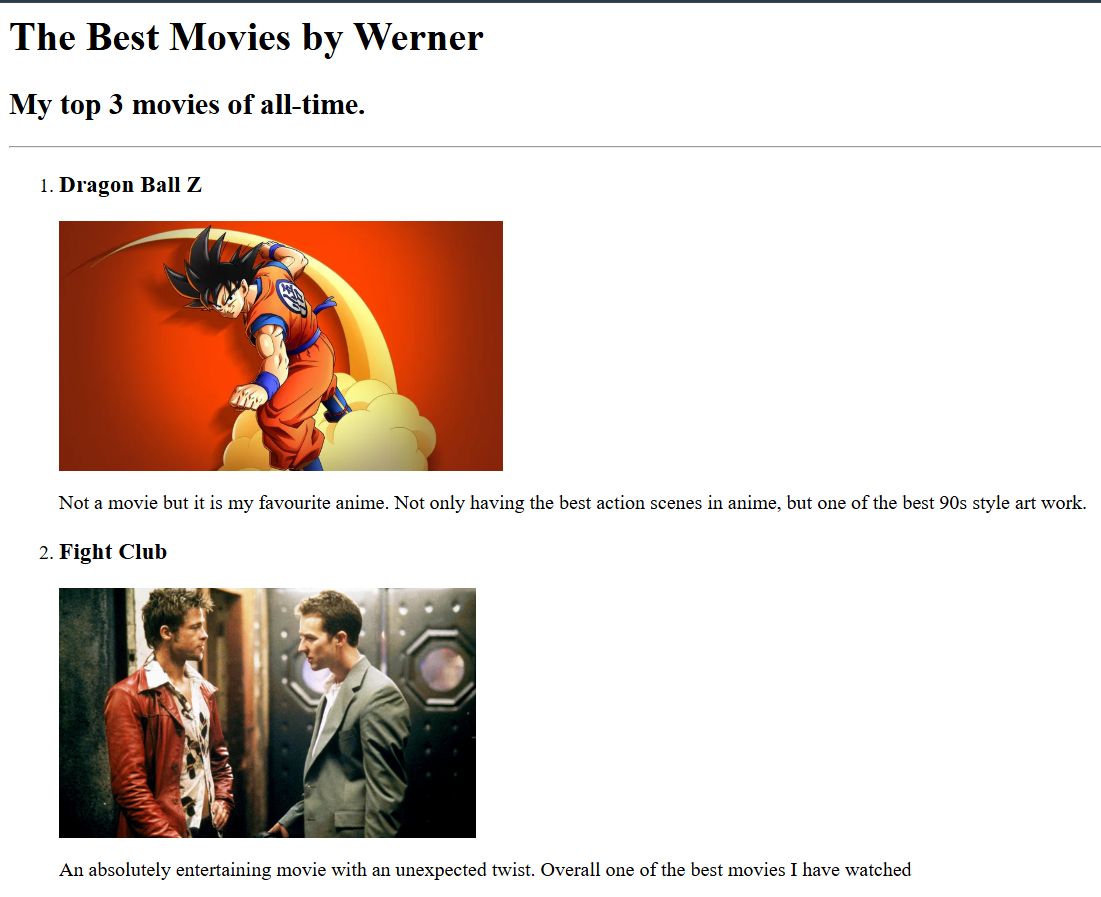 The Best Movies by Werner
My top 3 movies of all-time.
1. Dragon Ball Z
Not a movie but it is my favourite anime. Not only having the best action scenes in anime, but one of the best 90s style art work.
2. Fight Club
An absolutely entertaining movie with an unexpected twist. Overall one of the best movies I have watched